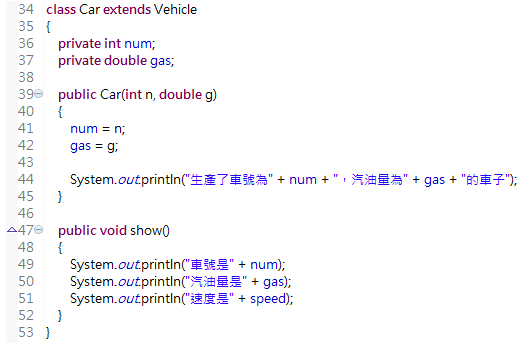 34 class Car extends Vehicle
35 {
36     private int num;
37     private double gas;
38
39     public Car(int n, double g)
40     {
41         num = n;
42         gas = g;
43
44         System.out.println("生產了車號為" + num + "，汽油量為" + gas + "的車子");
45     }
46
47     public void show()
48     {
49         System.out.println("車號是" + num);
50         System.out.println("汽油量是" + gas);
51         System.out.println("速度是" + speed);
52     }
53 }